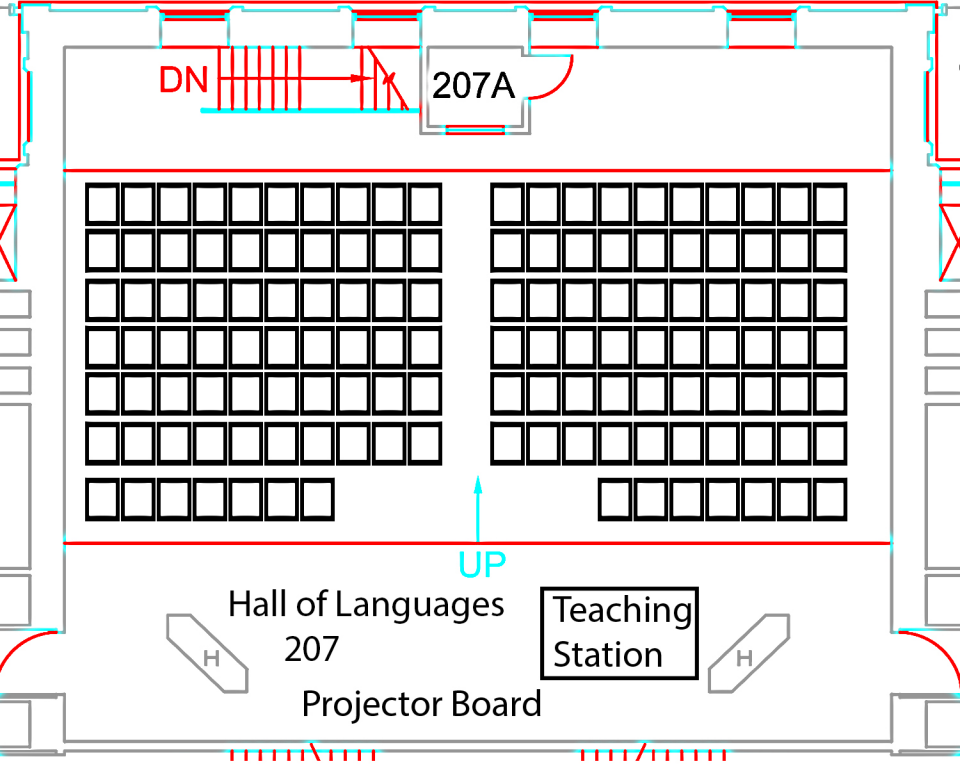 DN
207A
UP
Hall of Languages
207
Teaching
Station
H
H
Projector Board